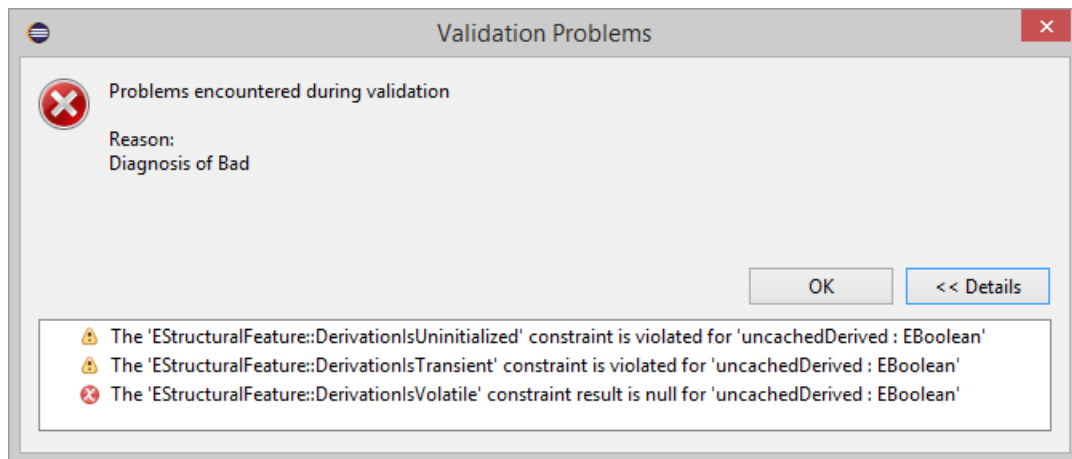 Validation Problems
Problems encountered during validation
Reason:
Diagnosis of Bad
OK
<< Details
The 'EStructuralFeature::DerivationIsUninitialized' constraint is violated for 'uncachedDerived : EBoolean'
The 'EStructuralFeature::DerivationIsTransient' constraint is violated for 'uncachedDerived : EBoolean'
The 'EStructuralFeature::DerivationIsVolatile' constraint result is null for 'uncachedDerived : EBoolean'